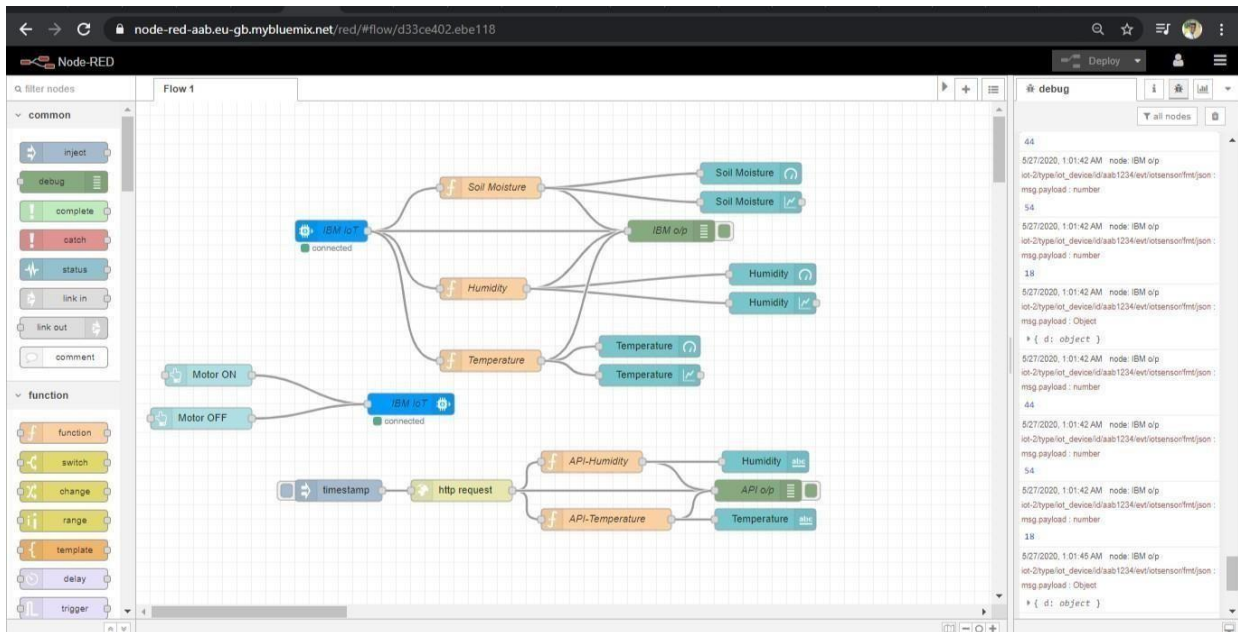 node-red-aab.eu-gb.mybluemix.net/red/#flow/d33ce402.ebe118
Node-RED
Deploy
filter nodes
Flow 1
debug
i
all nodes
common
inject
debug
complete
catch
status
link in
link out
comment
function
function
switch
change
range
template
delay
trigger
Soil Moisture
Soil Moisture
Soil Moisture
IBM IoT
connected
IBM o/p
Humidity
Humidity
Humidity
Temperature
Temperature
Temperature
Motor ON
Motor OFF
IBM IoT
connected
API-Humidity
Humidity abc
timestamp
http request
API o/p
API-Temperature
Temperature abc
44
5/27/2020, 1:01:42 AM node: IBM o/p
iot-2/type/iot_device/id/aab1234/evt/iotsensor/fmt/json :
msg.payload : number
54
5/27/2020, 1:01:42 AM node: IBM o/p
iot-2/type/iot_device/id/aab1234/evt/iotsensor/fmt/json :
msg.payload : number
18
5/27/2020, 1:01:42 AM node: IBM o/p
iot-2/type/iot_device/id/aab1234/evt/iotsensor/fmt/json :
msg.payload : Object
{ d: object }
5/27/2020, 1:01:42 AM node: IBM o/p
iot-2/type/iot_device/id/aab1234/evt/iotsensor/fmt/json :
msg.payload : number
44
5/27/2020, 1:01:42 AM node: IBM o/p
iot-2/type/iot_device/id/aab1234/evt/iotsensor/fmt/json :
msg.payload : number
54
5/27/2020, 1:01:42 AM node: IBM o/p
iot-2/type/iot_device/id/aab1234/evt/iotsensor/fmt/json :
msg.payload : number
18
5/27/2020, 1:01:45 AM node: IBM o/p
iot-2/type/iot_device/id/aab1234/evt/iotsensor/fmt/json :
msg.payload : Object
{ d: object }